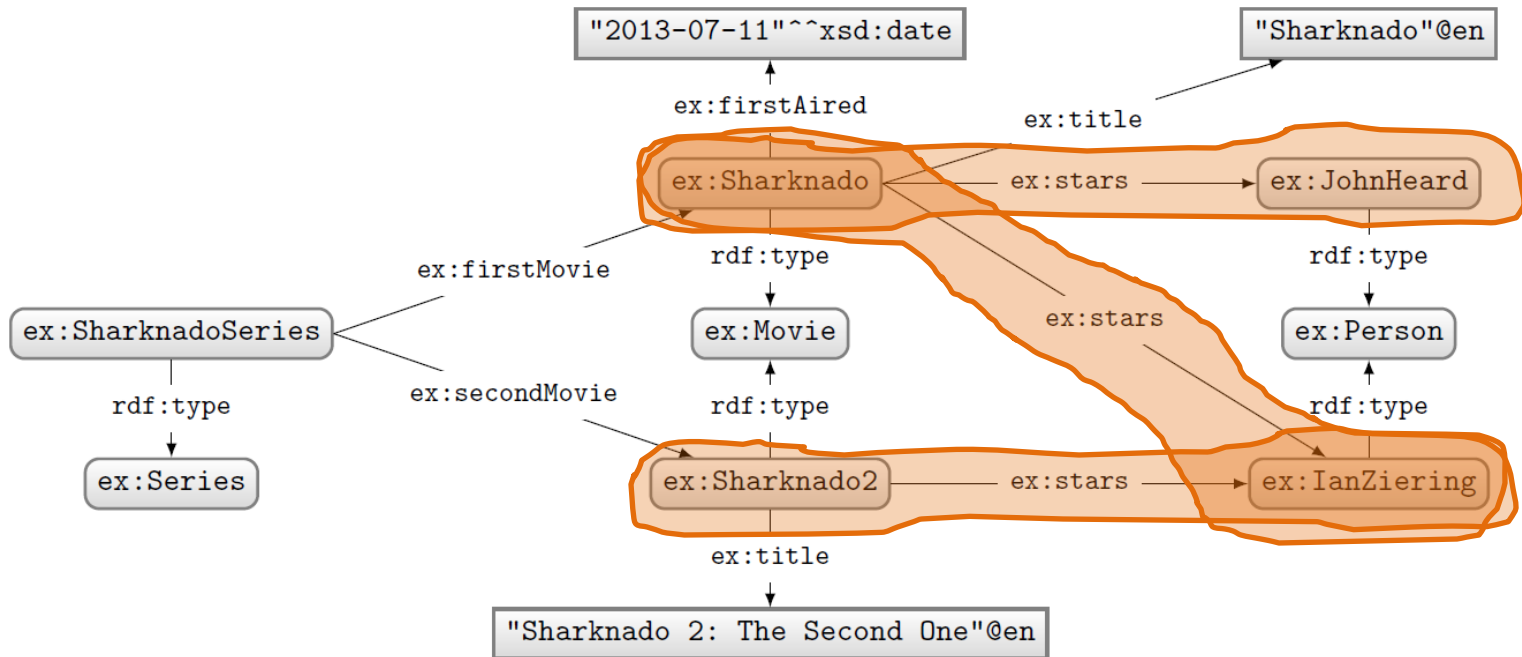 "2013-07-11"^^xsd:date
"Sharknado"@en
ex:firstAired
ex:title
ex:Sharknado
ex:stars
ex:JohnHeard
ex:firstMovie
rdf:type
rdf:type
ex:SharknadoSeries
ex:Movie
ex:stars
ex:Person
ex:secondMovie
rdf:type
rdf:type
rdf:type
ex:Series
ex:Sharknado2
ex:stars
ex:IanZiering
ex:title
"Sharknado 2: The Second One"@en